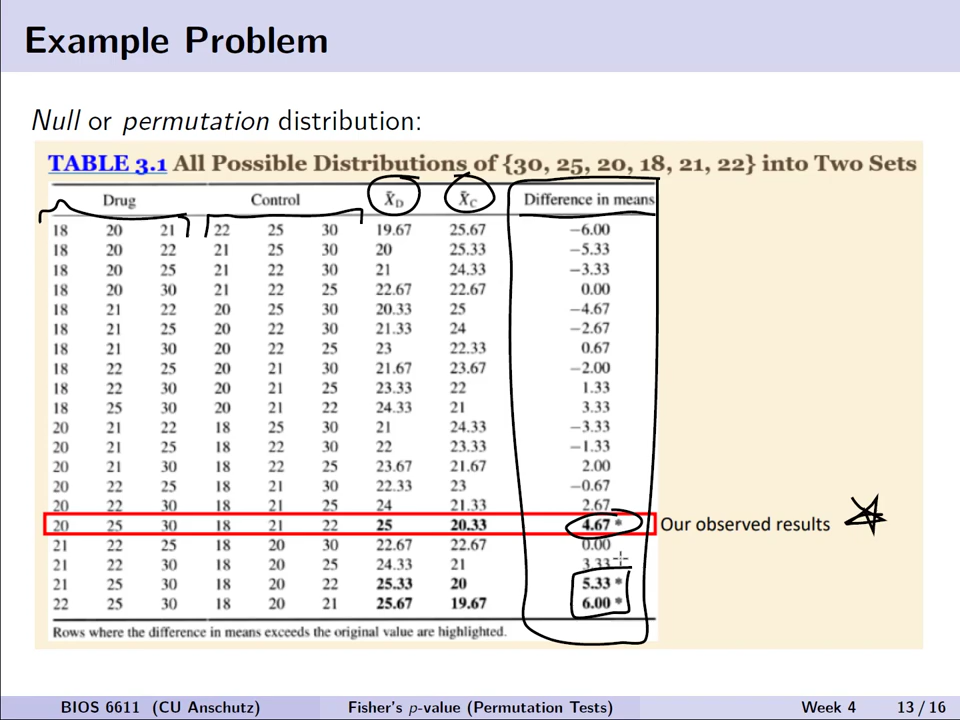 Example Problem
Null or permutation distribution:
TABLE 3.1 All Possible Distributions of {30, 25, 20, 18, 21, 22} into Two Sets
Drug Control X̄D X̄C Difference in means
18 20 21 22 25 30 19.67 25.67 −6.00
18 20 22 21 25 30 20 25.33 −5.33
18 20 25 21 22 30 21 24.33 −3.33
18 20 30 21 22 25 22.67 22.67 0.00
18 21 22 20 25 30 20.33 25 −4.67
18 21 25 20 22 30 21.33 24 −2.67
18 21 30 20 22 25 23 22.33 0.67
18 22 25 20 21 30 21.67 23.67 −2.00
18 22 30 20 21 25 23.33 22 1.33
18 25 30 20 21 22 24.33 21 3.33
20 21 22 18 25 30 21 24.33 −3.33
20 21 25 18 22 30 22 23.33 −1.33
20 21 30 18 22 25 23.67 21.67 2.00
20 22 25 18 21 30 22.33 23 −0.67
20 22 30 18 21 25 24 21.33 2.67
20 25 30 18 21 22 25 20.33 4.67 * Our observed results
21 22 25 18 20 30 22.67 22.67 0.00
21 22 30 18 20 25 24.33 21 3.33
21 25 30 18 20 22 25.33 20 5.33 *
22 25 30 18 20 21 25.67 19.67 6.00 *
Rows where the difference in means exceeds the original value are highlighted.
BIOS 6611 (CU Anschutz) Fisher's p-value (Permutation Tests) Week 4 13 / 16